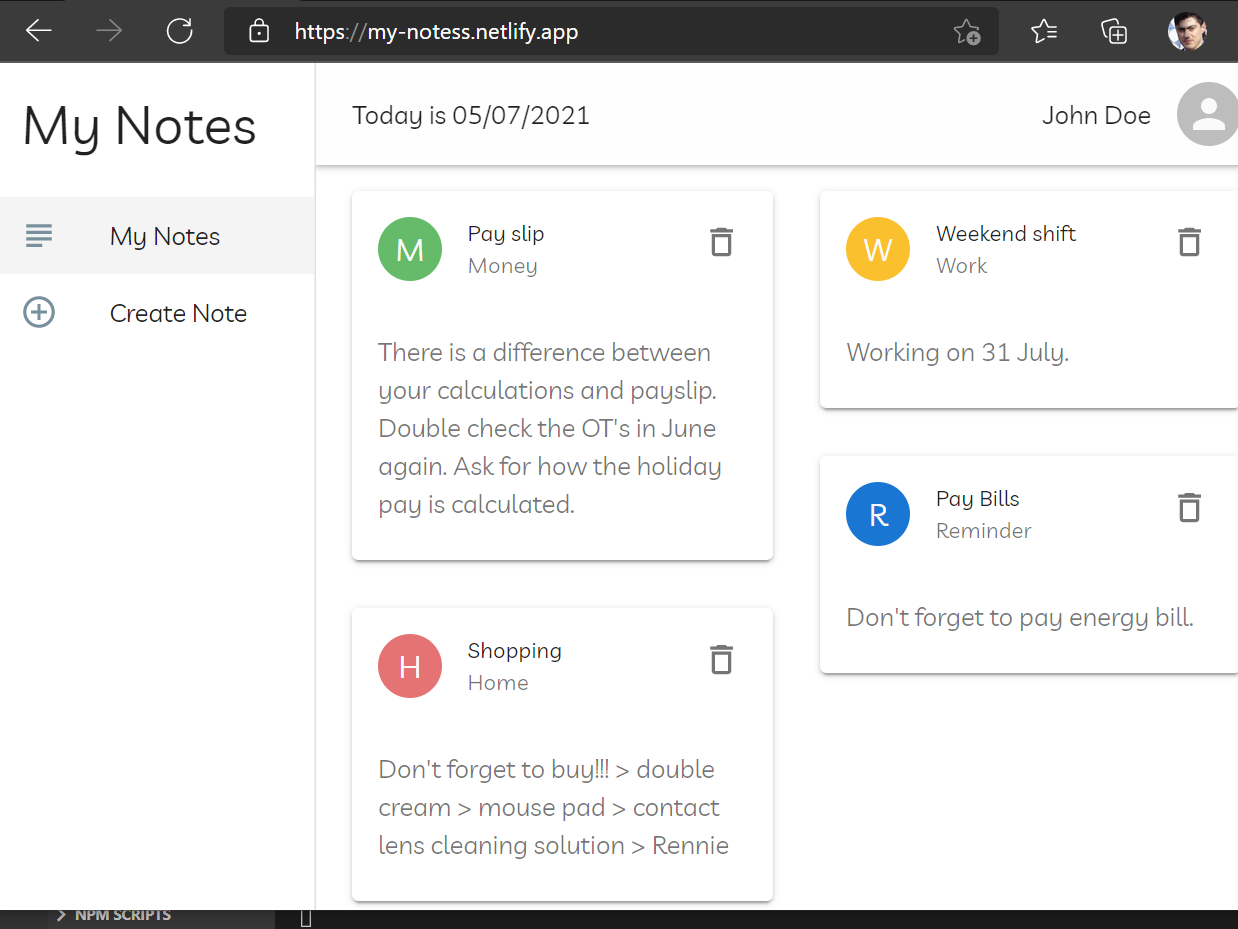 https://my-notess.netlify.app
My Notes
My Notes
Create Note
Today is 05/07/2021
John Doe
M
Pay slip
Money
There is a difference between
your calculations and payslip.
Double check the OT's in June
again. Ask for how the holiday
pay is calculated.
H
Shopping
Home
Don't forget to buy!!! > double
cream > mouse pad > contact
lens cleaning solution > Rennie
W
Weekend shift
Work
Working on 31 July.
R
Pay Bills
Reminder
Don't forget to pay energy bill.
NPM SCRIPTS